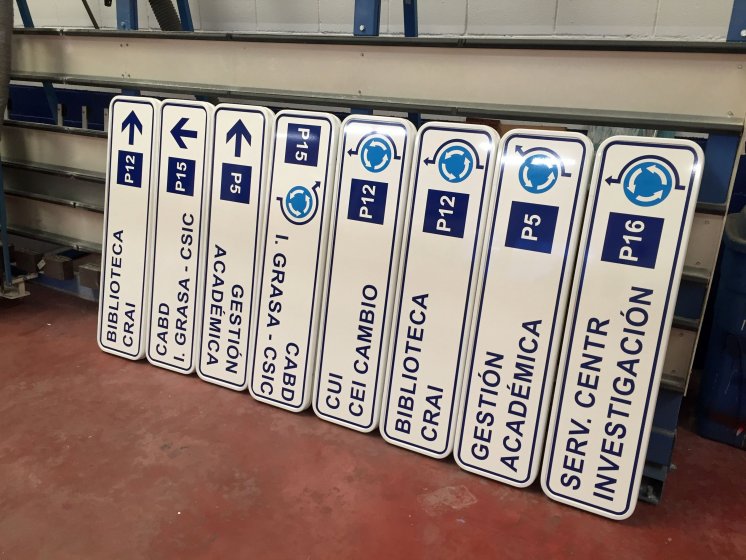 P12
BIBLIOTECA
CRAI
P15
CABD
I. GRASA - CSIC
P5
GESTIÓN
ACADÉMICA
P15
CABD
I. GRASA - CSIC
P12
CUI
CEI CAMBIO
P12
BIBLIOTECA
CRAI
P5
GESTIÓN
ACADÉMICA
P16
SERV. CENTR
INVESTIGACIÓN